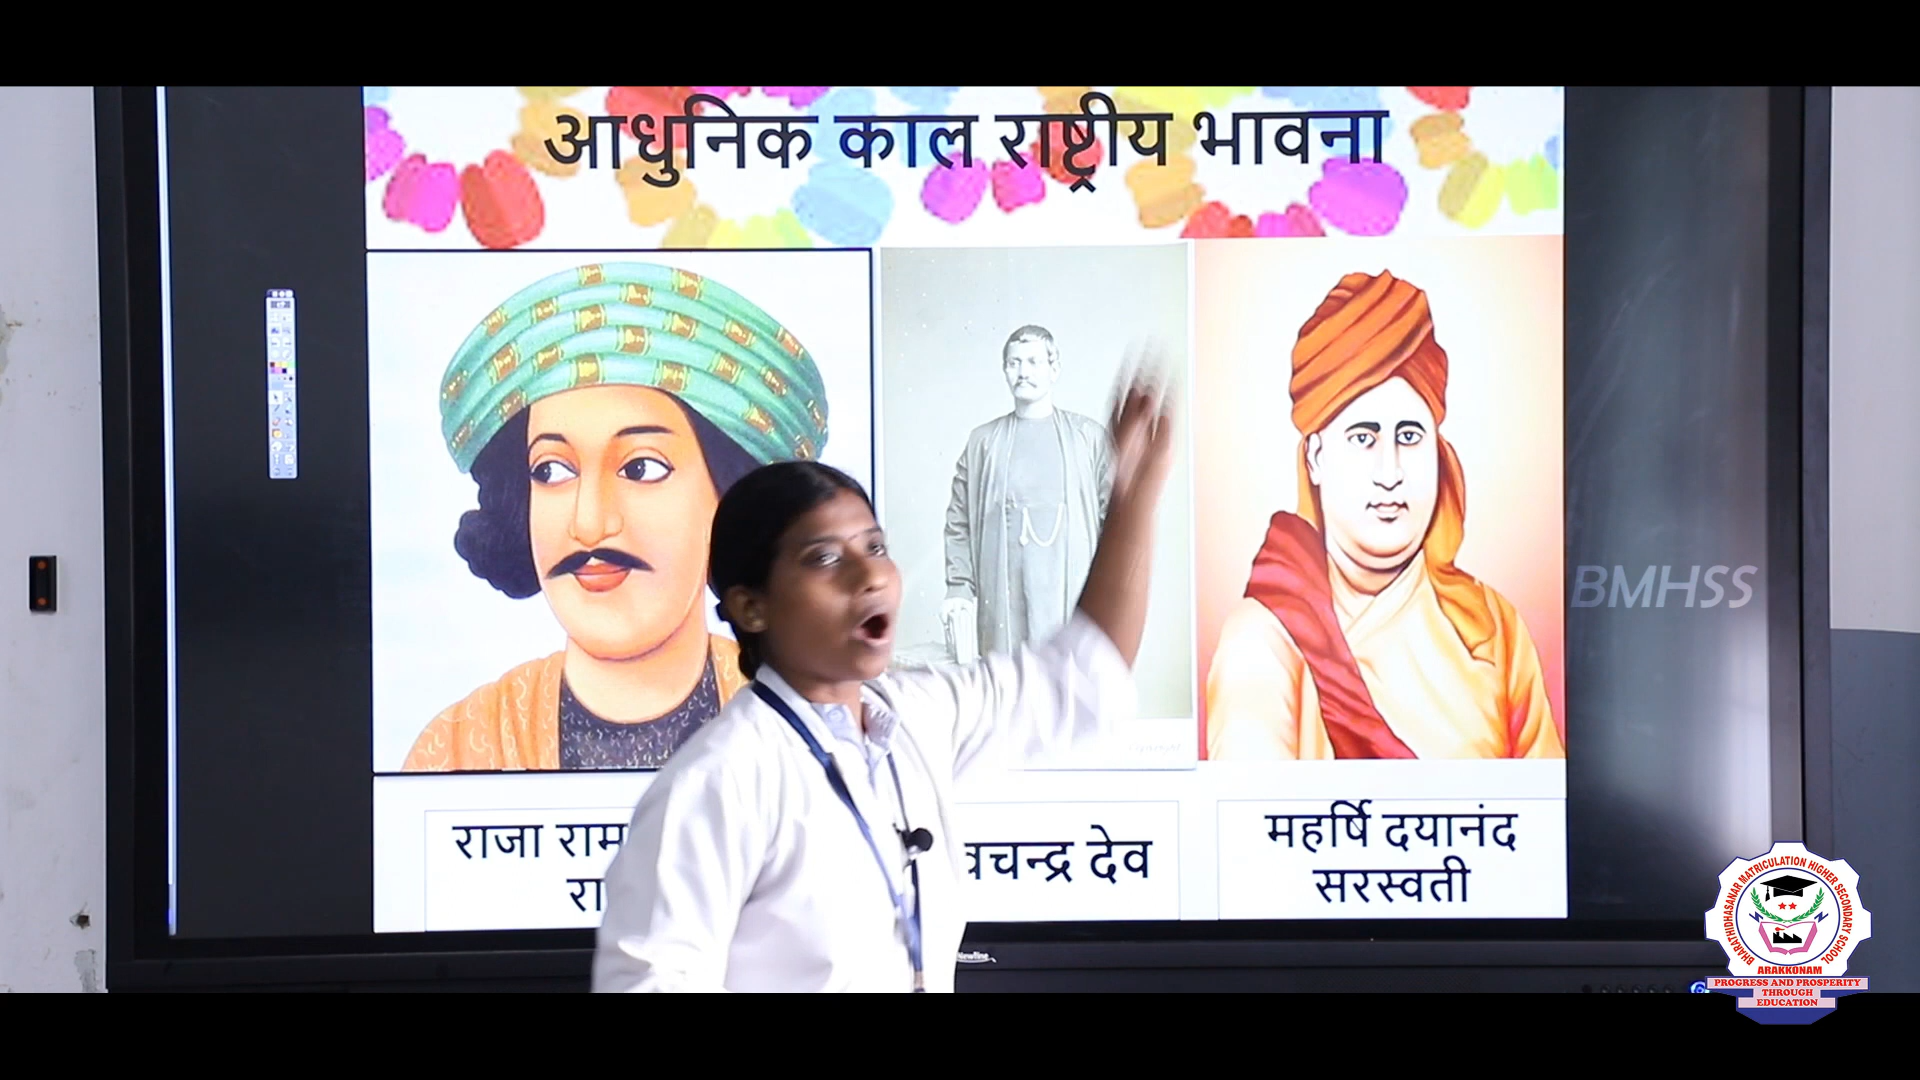 आधुनिक काल राष्ट्रीय भावना
राजा राम
रा
चन्द्र देव
महर्षि दयानंद
सरस्वती
BMHSS
Newline
BHARATHIDHASANAR MATRICULATION HIGHER SECONDARY SCHOOL
ARAKKONAM
PROGRESS AND PROSPERITY
THROUGH
EDUCATION